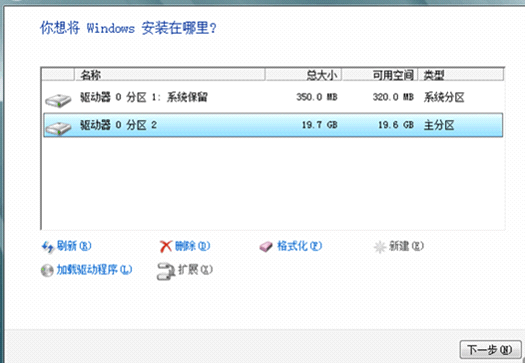 你想将 Windows 安装在哪里?
名称 总大小 可用空间 类型
驱动器 0 分区 1: 系统保留 350.0 MB 320.0 MB 系统分区
驱动器 0 分区 2 19.7 GB 19.6 GB 主分区
刷新(R) 删除(D) 格式化(F) 新建(E)
加载驱动程序(L) 扩展(X)
下一步(N)